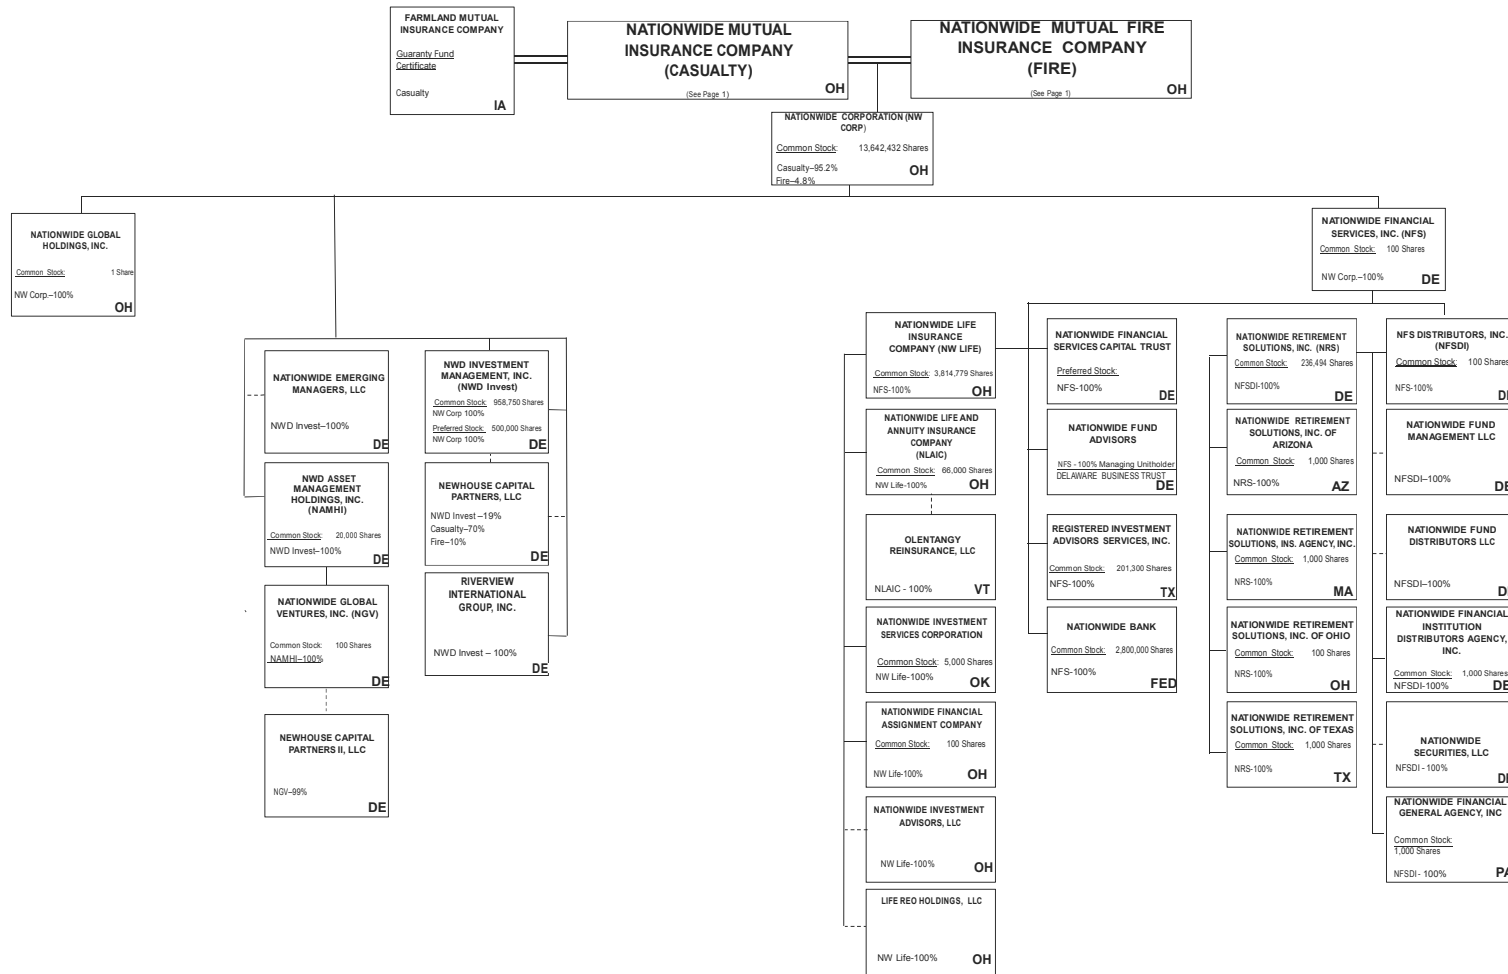 FARMLAND MUTUAL
INSURANCE COMPANY
Guaranty Fund
Certificate
Casualty
IA
NATIONWIDE MUTUAL
INSURANCE COMPANY
(CASUALTY)
(See Page 1)
OH
NATIONWIDE MUTUAL FIRE
INSURANCE COMPANY
(FIRE)
(See Page 1)
OH
NATIONWIDE CORPORATION (NW
CORP)
Common Stock: 13,642,432 Shares
Casualty–95.2%
Fire–4.8%
OH
NATIONWIDE GLOBAL
HOLDINGS, INC.
Common Stock: 1 Share
NW Corp.–100%
OH
NATIONWIDE FINANCIAL
SERVICES, INC. (NFS)
Common Stock: 100 Shares
NW Corp.–100%
DE
NATIONWIDE EMERGING
MANAGERS, LLC
NWD Invest–100%
DE
NWD ASSET
MANAGEMENT
HOLDINGS, INC.
(NAMHI)
Common Stock: 20,000 Shares
NWD Invest–100%
DE
NATIONWIDE GLOBAL
VENTURES, INC. (NGV)
Common Stock: 100 Shares
NAMHI–100%
DE
NEWHOUSE CAPITAL
PARTNERS II, LLC
NGV–99%
DE
NWD INVESTMENT
MANAGEMENT, INC.
(NWD Invest)
Common Stock: 958,750 Shares
NW Corp 100%
Preferred Stock: 500,000 Shares
NW Corp 100%
DE
NEWHOUSE CAPITAL
PARTNERS, LLC
NWD Invest –19%
Casualty–70%
Fire–10%
DE
RIVERVIEW
INTERNATIONAL
GROUP, INC.
NWD Invest – 100%
DE
NATIONWIDE LIFE
INSURANCE
COMPANY (NW LIFE)
Common Stock: 3,814,779 Shares
NFS-100%
OH
NATIONWIDE LIFE AND
ANNUITY INSURANCE
COMPANY
(NLAIC)
Common Stock: 66,000 Shares
NW Life-100%
OH
OLENTANGY
REINSURANCE, LLC
NLAIC - 100%
VT
NATIONWIDE INVESTMENT
SERVICES CORPORATION
Common Stock: 5,000 Shares
NW Life-100%
OK
NATIONWIDE FINANCIAL
ASSIGNMENT COMPANY
Common Stock: 100 Shares
NW Life-100%
OH
NATIONWIDE INVESTMENT
ADVISORS, LLC
NW Life-100%
OH
LIFE REO HOLDINGS, LLC
NW Life-100%
OH
NATIONWIDE FINANCIAL
SERVICES CAPITAL TRUST
Preferred Stock:
NFS-100%
DE
NATIONWIDE FUND
ADVISORS
NFS - 100% Managing Unitholder
DELAWARE BUSINESS TRUST
DE
REGISTERED INVESTMENT
ADVISORS SERVICES, INC.
Common Stock: 201,300 Shares
NFS-100%
TX
NATIONWIDE BANK
Common Stock: 2,800,000 Shares
NFS-100%
FED
NATIONWIDE RETIREMENT
SOLUTIONS, INC. (NRS)
Common Stock: 236,494 Shares
NFSDI-100%
DE
NATIONWIDE RETIREMENT
SOLUTIONS, INC. OF
ARIZONA
Common Stock: 1,000 Shares
NRS-100%
AZ
NATIONWIDE RETIREMENT
SOLUTIONS, INS. AGENCY, INC.
Common Stock: 1,000 Shares
NRS-100%
MA
NATIONWIDE RETIREMENT
SOLUTIONS, INC. OF OHIO
Common Stock: 100 Shares
NRS-100%
OH
NATIONWIDE RETIREMENT
SOLUTIONS, INC. OF TEXAS
Common Stock: 1,000 Shares
NRS-100%
TX
NFS DISTRIBUTORS, INC.
(NFSDI)
Common Stock: 100 Shares
NFS-100%
NATIONWIDE FUND
MANAGEMENT LLC
NFSDI–100%
DE
NATIONWIDE FUND
DISTRIBUTORS LLC
NFSDI–100%
NATIONWIDE FINANCIAL
INSTITUTION
DISTRIBUTORS AGENCY,
INC.
Common Stock: 1,000 Shares
NFSDI-100%
DE
NATIONWIDE
SECURITIES, LLC
NFSDI - 100%
NATIONWIDE FINANCIAL
GENERAL AGENCY, INC
Common Stock:
1,000 Shares
NFSDI- 100%
PA